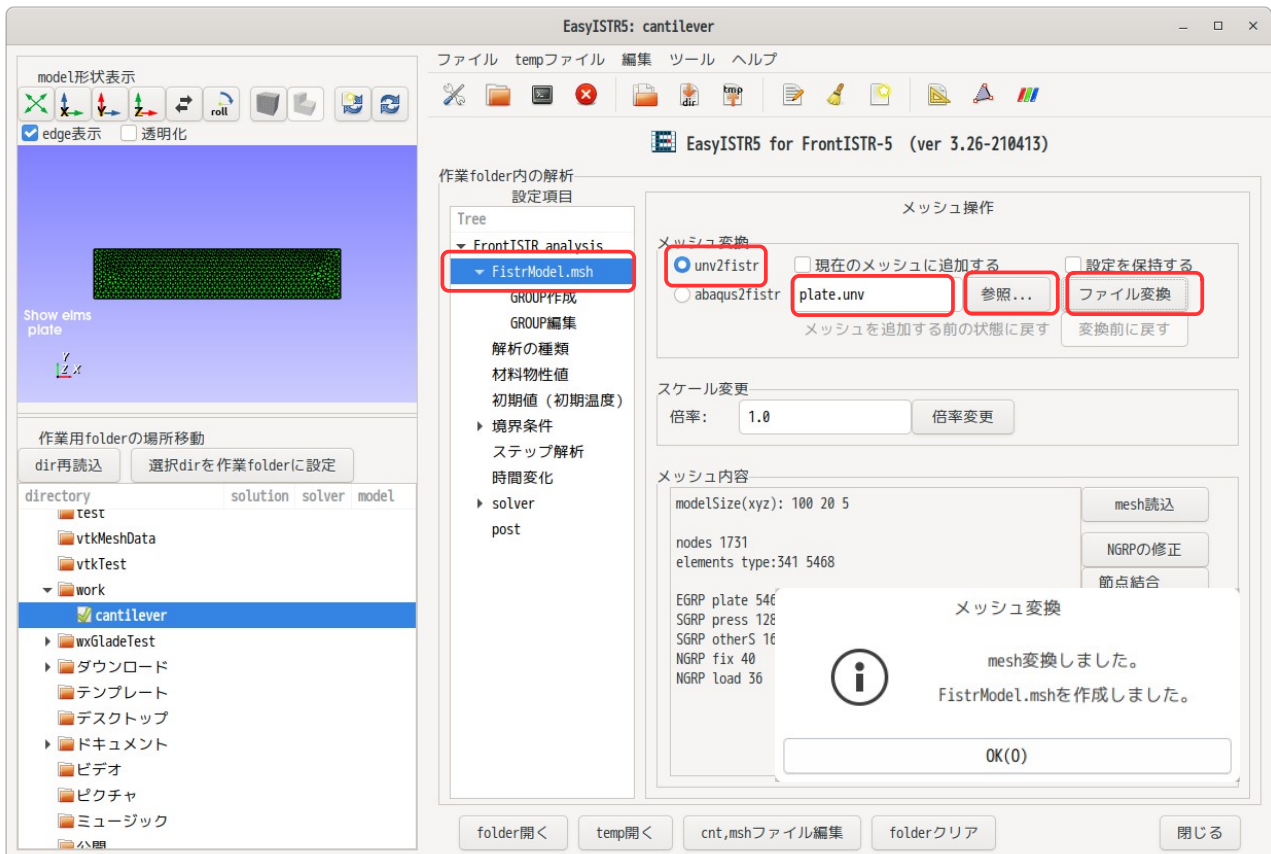 EasyISTR5: cantilever
model形状表示
roll
edge表示
透明化
Show elms
plate
Y
Z X
作業用folderの場所移動
dir再読込
選択dirを作業folderに設定
directory solution solver model
test
vtkMeshData
vtkTest
work
cantilever
wxGladeTest
ダウンロード
テンプレート
デスクトップ
ドキュメント
ビデオ
ピクチャ
ミュージック
公開
ファイル tempファイル 編集 ツール ヘルプ
dir
tmp
EasyISTR5 for FrontISTR-5 (ver 3.26-210413)
作業folder内の解析
設定項目
Tree
FrontISTR analysis
FistrModel.msh
GROUP作成
GROUP編集
解析の種類
材料物性値
初期値 (初期温度)
境界条件
ステップ解析
時間変化
solver
post
メッシュ操作
メッシュ変換
unv2fistr 現在のメッシュに追加する 設定を保持する
abaqus2fistr plate.unv 参照... ファイル変換
メッシュを追加する前の状態に戻す 変換前に戻す
スケール変更
倍率: 1.0 倍率変更
メッシュ内容
modelSize(xyz): 100 20 5
nodes 1731
elements type:341 5468
EGRP plate 546
SGRP press 128
SGRP otherS 16
NGRP fix 40
NGRP load 36
mesh読込
NGRPの修正
節点結合
メッシュ変換
mesh変換しました。
FistrModel.mshを作成しました。
OK(O)
folder開く temp開く cnt,mshファイル編集 folderクリア 閉じる